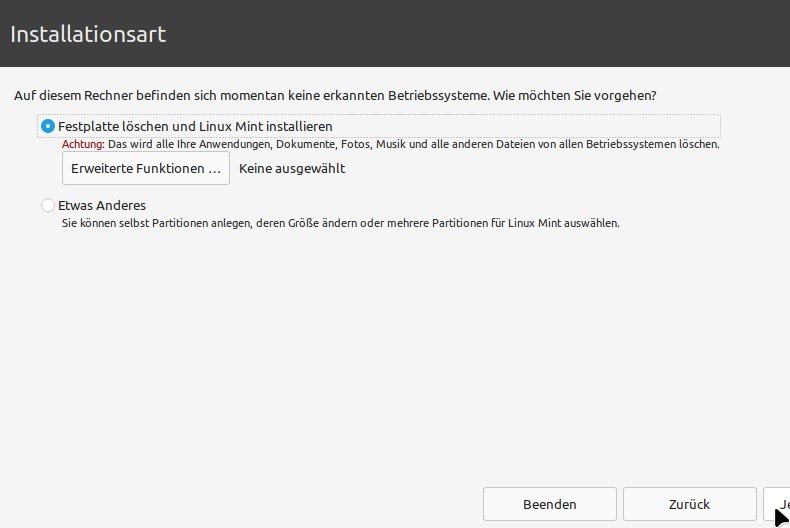 Installationsart
Auf diesem Rechner befinden sich momentan keine erkannten Betriebssysteme. Wie möchten Sie vorgehen?
Festplatte löschen und Linux Mint installieren
Achtung: Das wird alle Ihre Anwendungen, Dokumente, Fotos, Musik und alle anderen Dateien von allen Betriebssystemen löschen.
Erweiterte Funktionen ... Keine ausgewählt
Etwas Anderes
Sie können selbst Partitionen anlegen, deren Größe ändern oder mehrere Partitionen für Linux Mint auswählen.
Beenden Zurück